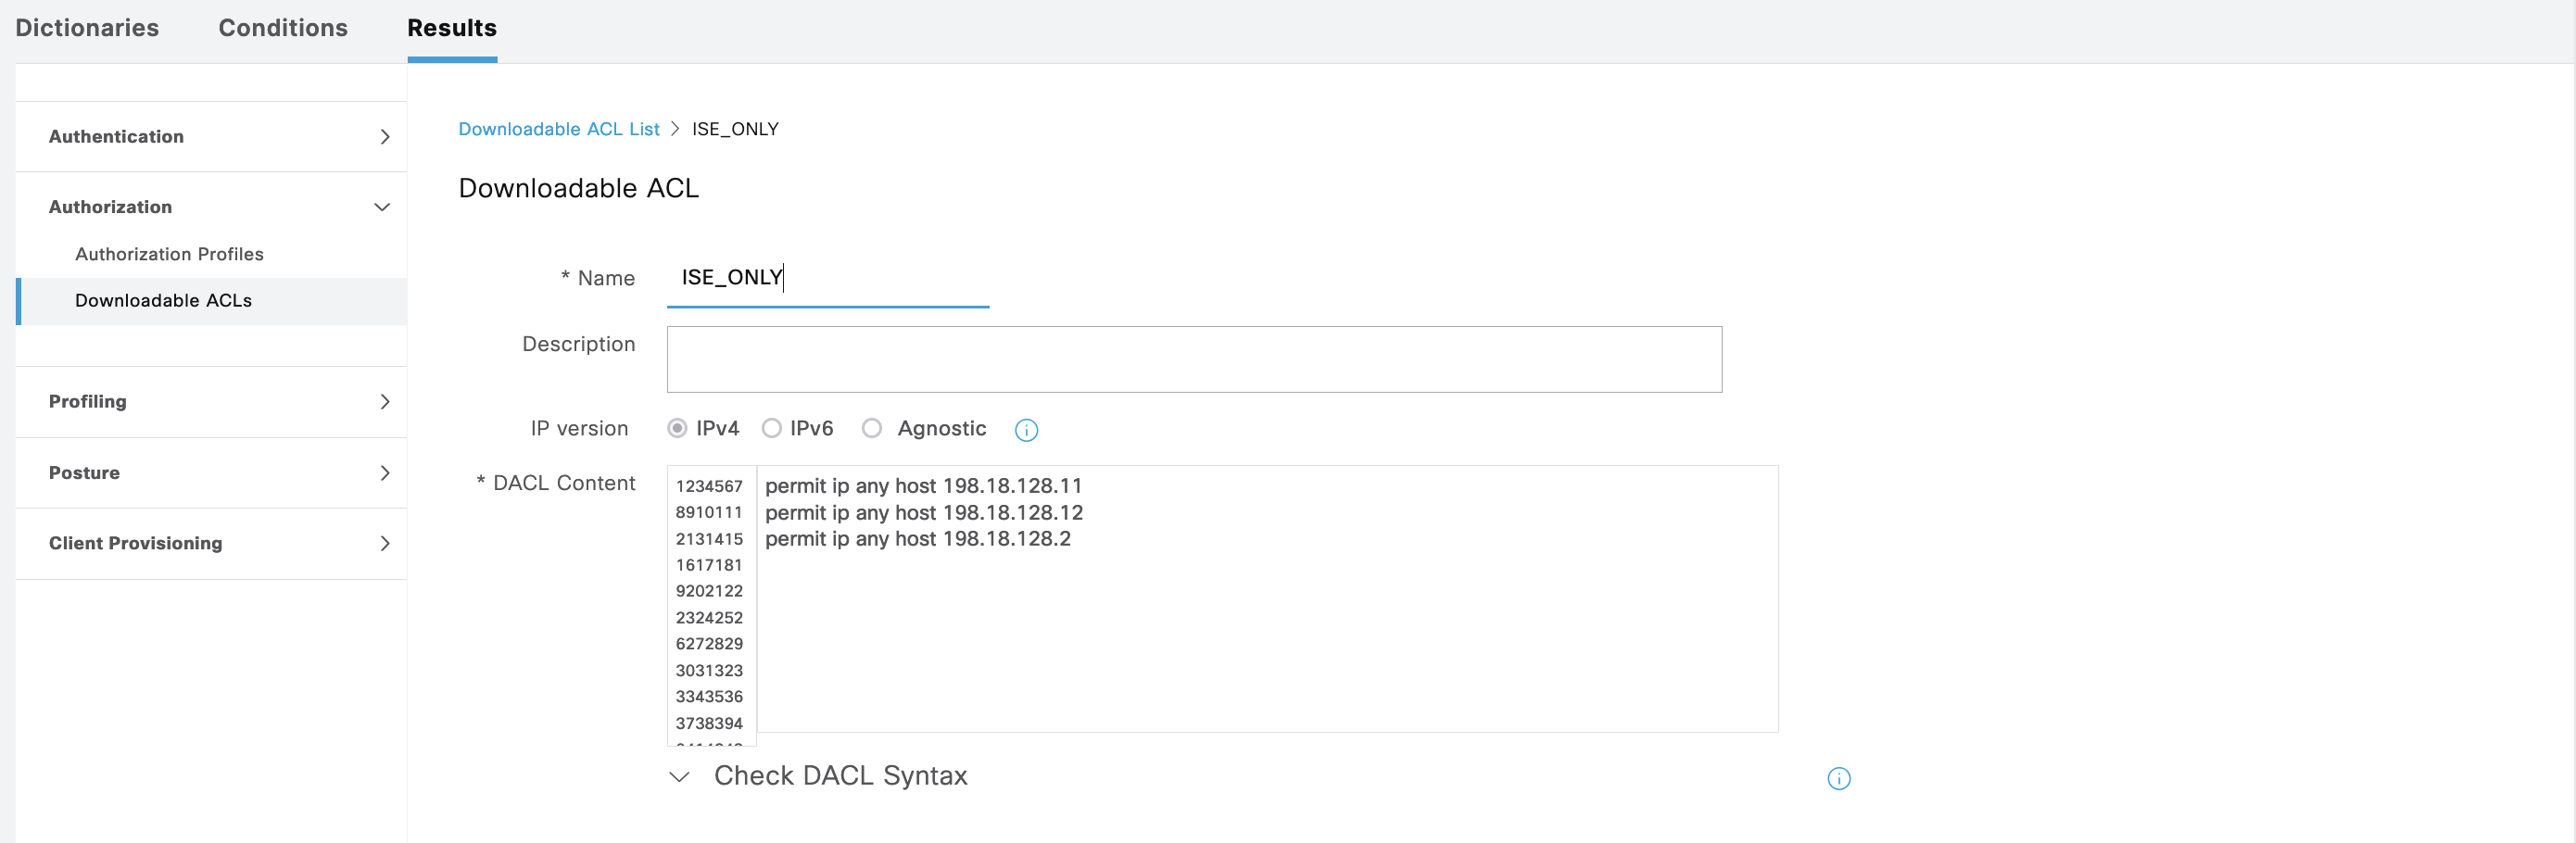 Dictionaries Conditions Results
Authentication
Authorization
Authorization Profiles
Downloadable ACLs
Profiling
Posture
Client Provisioning
Downloadable ACL List > ISE_ONLY
Downloadable ACL
* Name ISE_ONLY
Description
IP version IPv4 IPv6 Agnostic
* DACL Content
1234567 permit ip any host 198.18.128.11
8910111 permit ip any host 198.18.128.12
2131415 permit ip any host 198.18.128.2
1617181
9202122
2324252
6272829
3031323
3343536
3738394
Check DACL Syntax